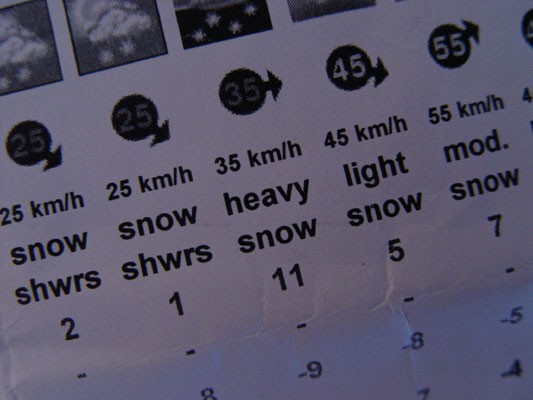 25 25 35 45 55
25 km/h 25 km/h 35 km/h 45 km/h 55 km/h
snow snow heavy light mod.
shwrs shwrs snow snow snow
2 1 11 5 7
- - - - -
-9 -8 -5
-4